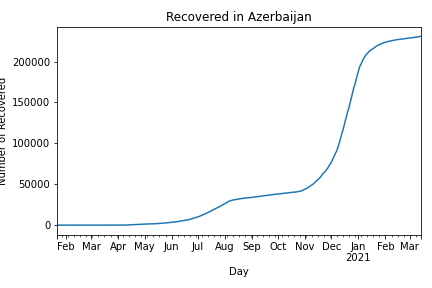 Recovered in Azerbaijan
Number of Recovered
200000
150000
100000
50000
0
Feb Mar Apr May Jun Jul Aug Sep Oct Nov Dec Jan Feb Mar
2021
Day